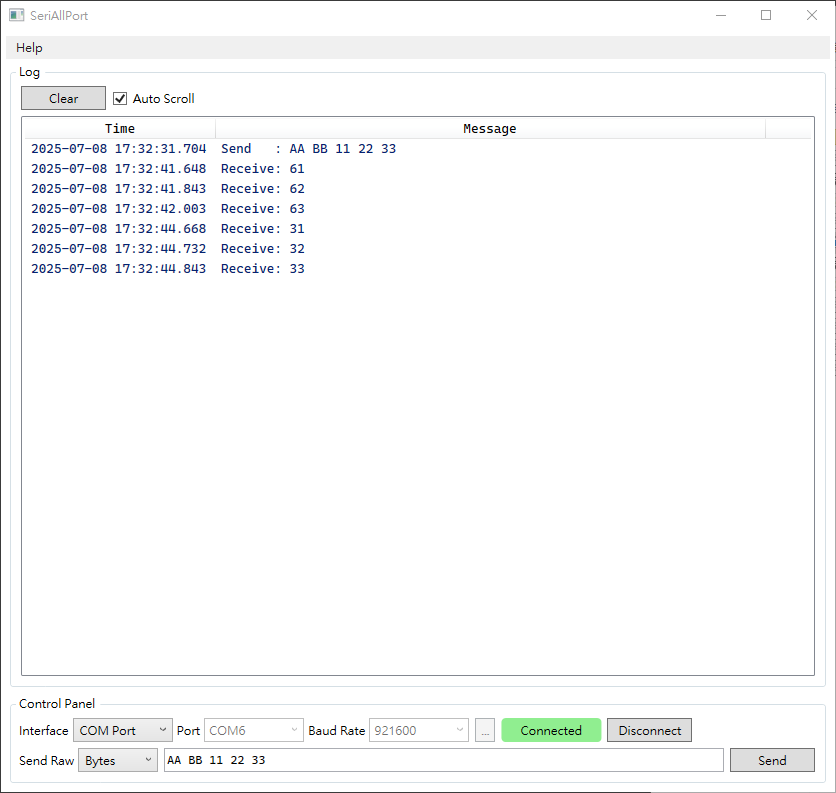 SeriAllPort
Help
Log
Clear Auto Scroll
Time Message
2025-07-08 17:32:31.704 Send   : AA BB 11 22 33
2025-07-08 17:32:41.648 Receive: 61
2025-07-08 17:32:41.843 Receive: 62
2025-07-08 17:32:42.003 Receive: 63
2025-07-08 17:32:44.668 Receive: 31
2025-07-08 17:32:44.732 Receive: 32
2025-07-08 17:32:44.843 Receive: 33
Control Panel
Interface COM Port Port COM6 Baud Rate 921600 ... Connected Disconnect
Send Raw Bytes AA BB 11 22 33 Send